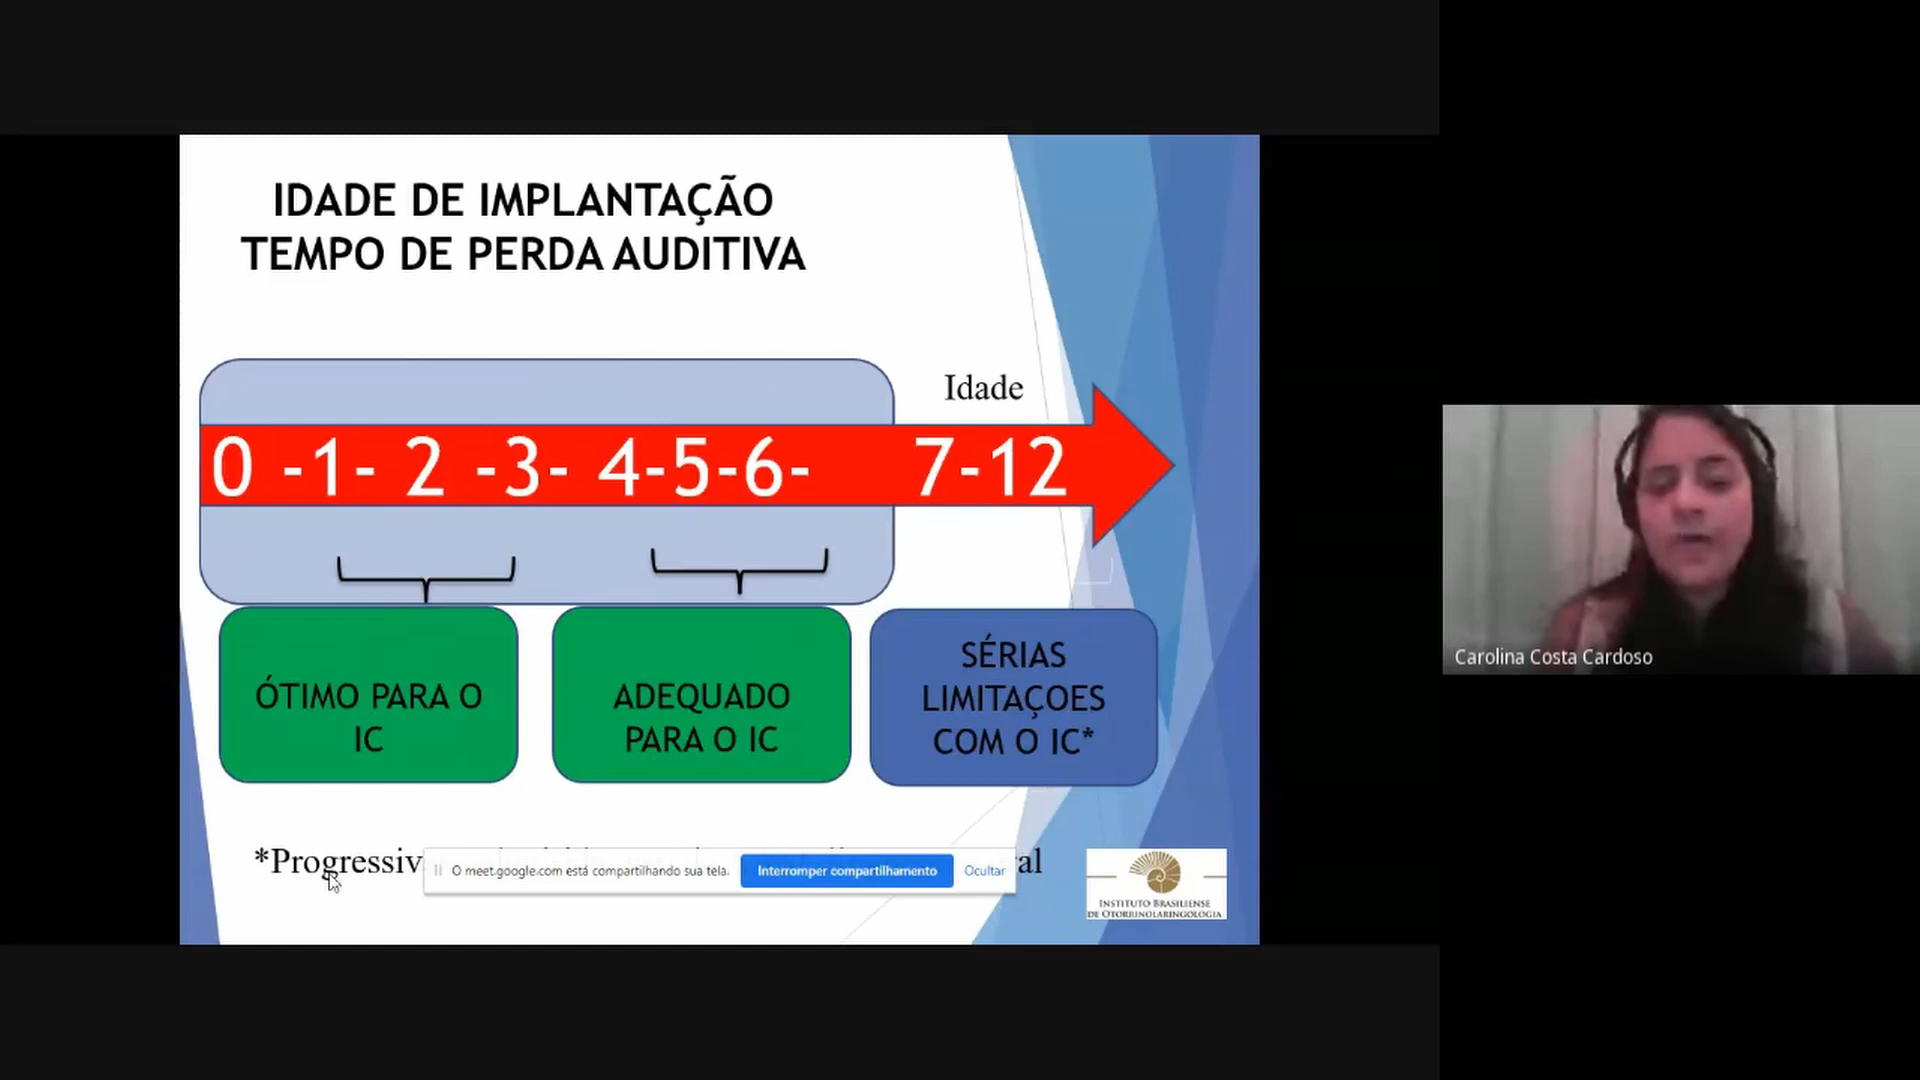 IDADE DE IMPLANTAÇÃO
TEMPO DE PERDA AUDITIVA
Idade
0 -1- 2 -3- 4-5-6- 7-12
ÓTIMO PARA O
IC
ADEQUADO
PARA O IC
SÉRIAS
LIMITAÇOES
COM O IC*
*Progressiv
O meet.google.com está compartilhando sua tela.
Interromper compartilhamento
Ocultar
INSTITUTO BRASILIENSE
DE OTORRINOLARINGOLOGIA
Carolina Costa Cardoso